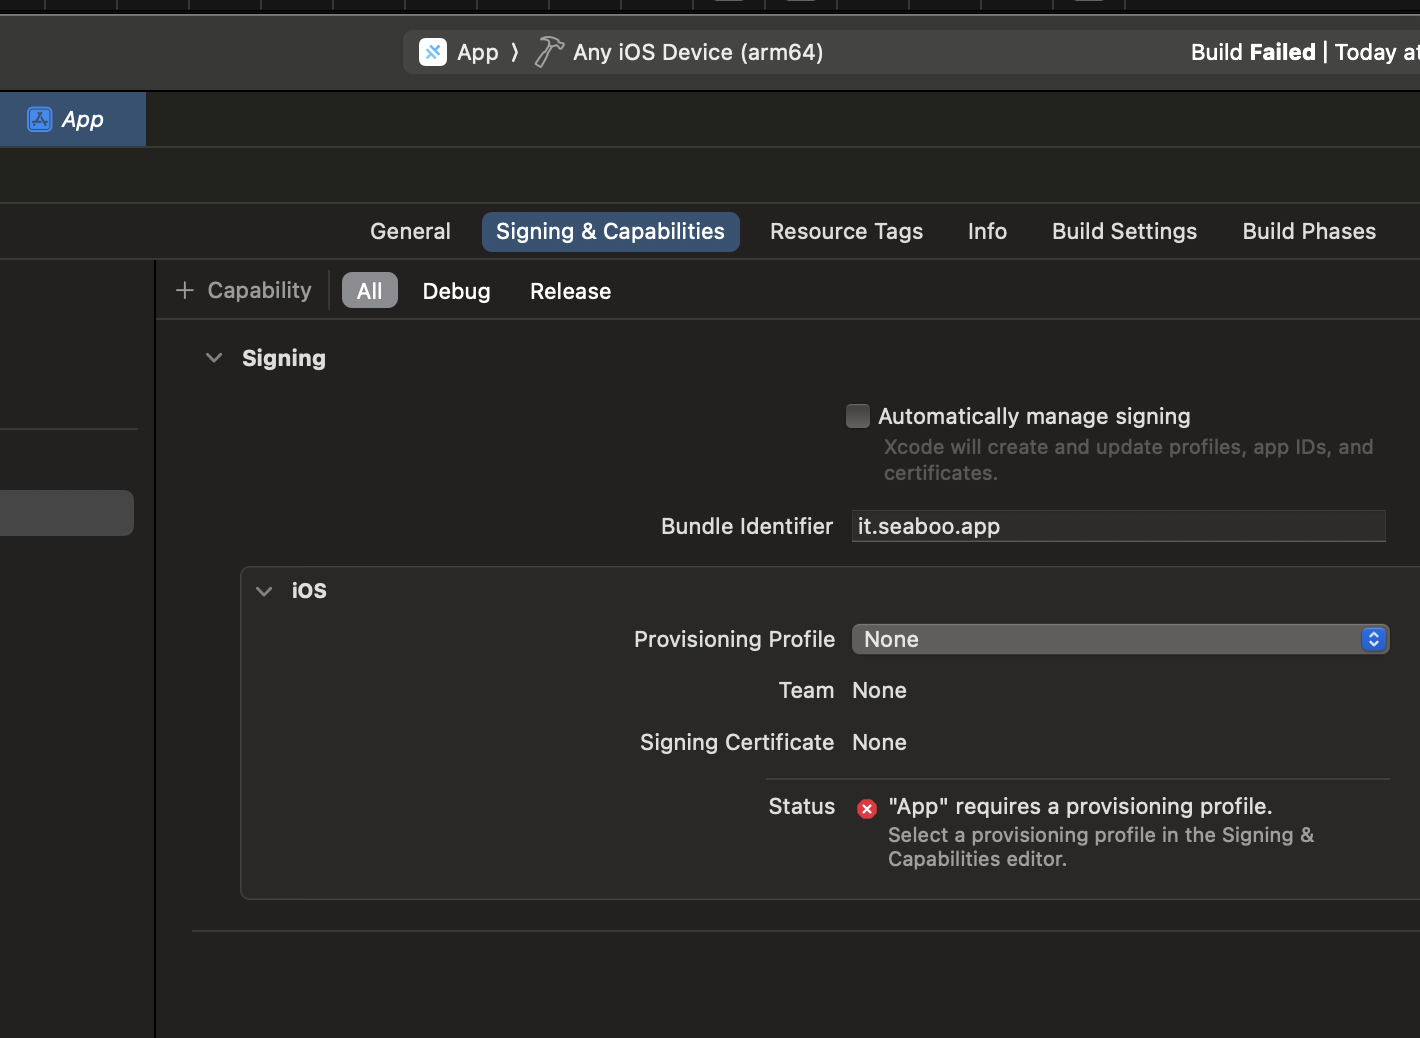 App ⟩ Any iOS Device (arm64)
Build Failed | Today at
App
General Signing & Capabilities Resource Tags Info Build Settings Build Phases
+ Capability All Debug Release
Signing
Automatically manage signing
Xcode will create and update profiles, app IDs, and
certificates.
Bundle Identifier it.seaboo.app
iOS
Provisioning Profile None
Team None
Signing Certificate None
Status "App" requires a provisioning profile.
Select a provisioning profile in the Signing &
Capabilities editor.